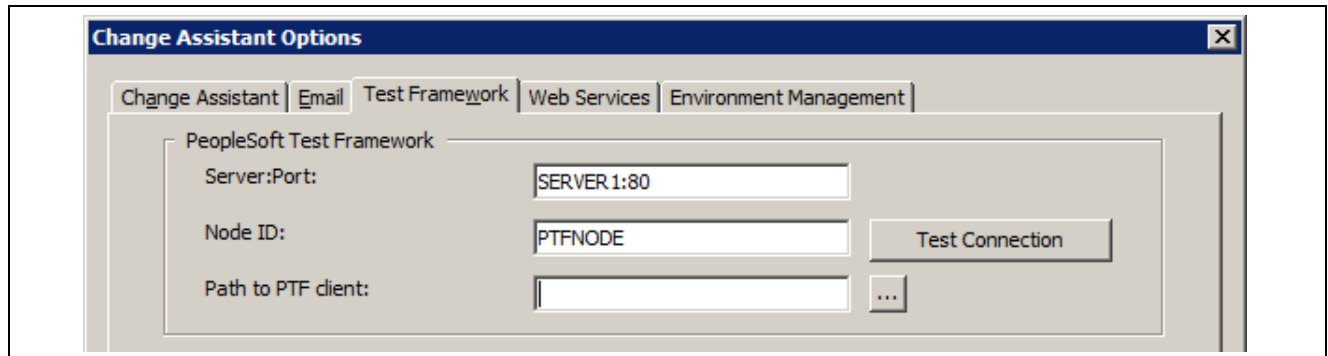 Change Assistant Options
Change Assistant Email Test Framework Web Services Environment Management
PeopleSoft Test Framework
Server:Port: SERVER1:80
Node ID: PTFNODE Test Connection
Path to PTF client: ...